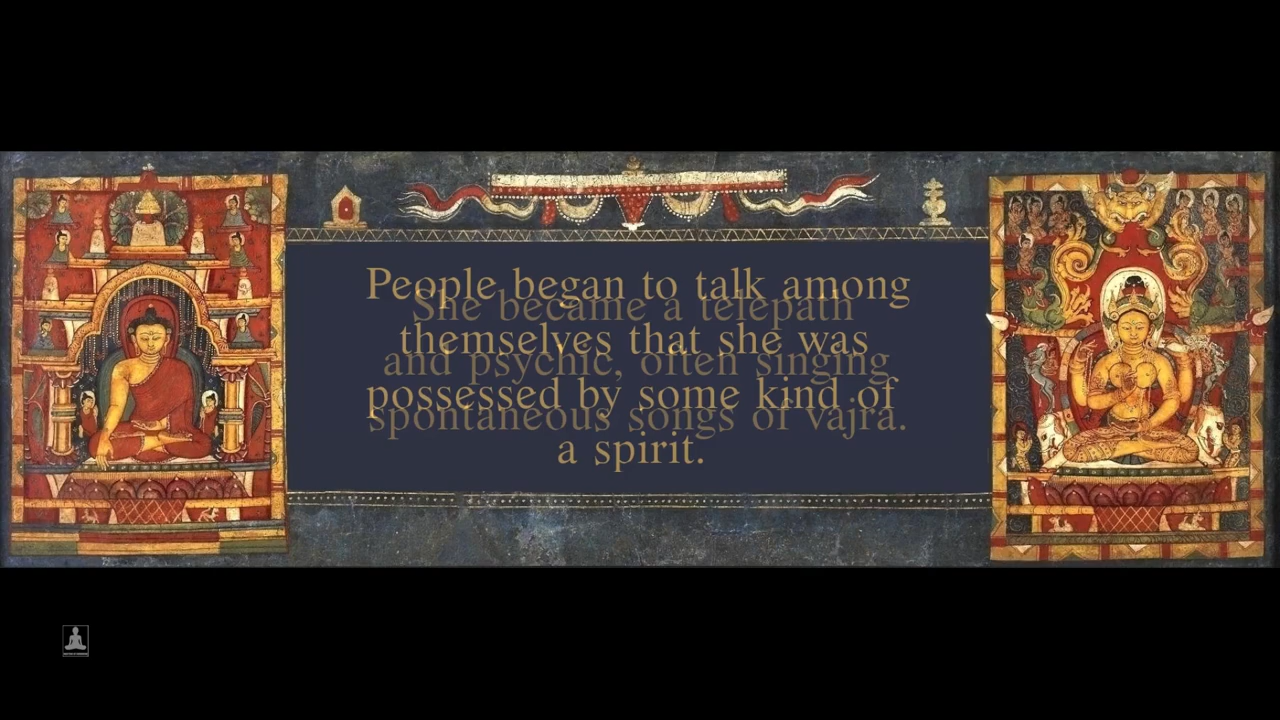 People began to talk among
themselves that she was
possessed by some kind of
a spirit.
She became a telepath
and psychic, often singing
spontaneous songs of vajra.